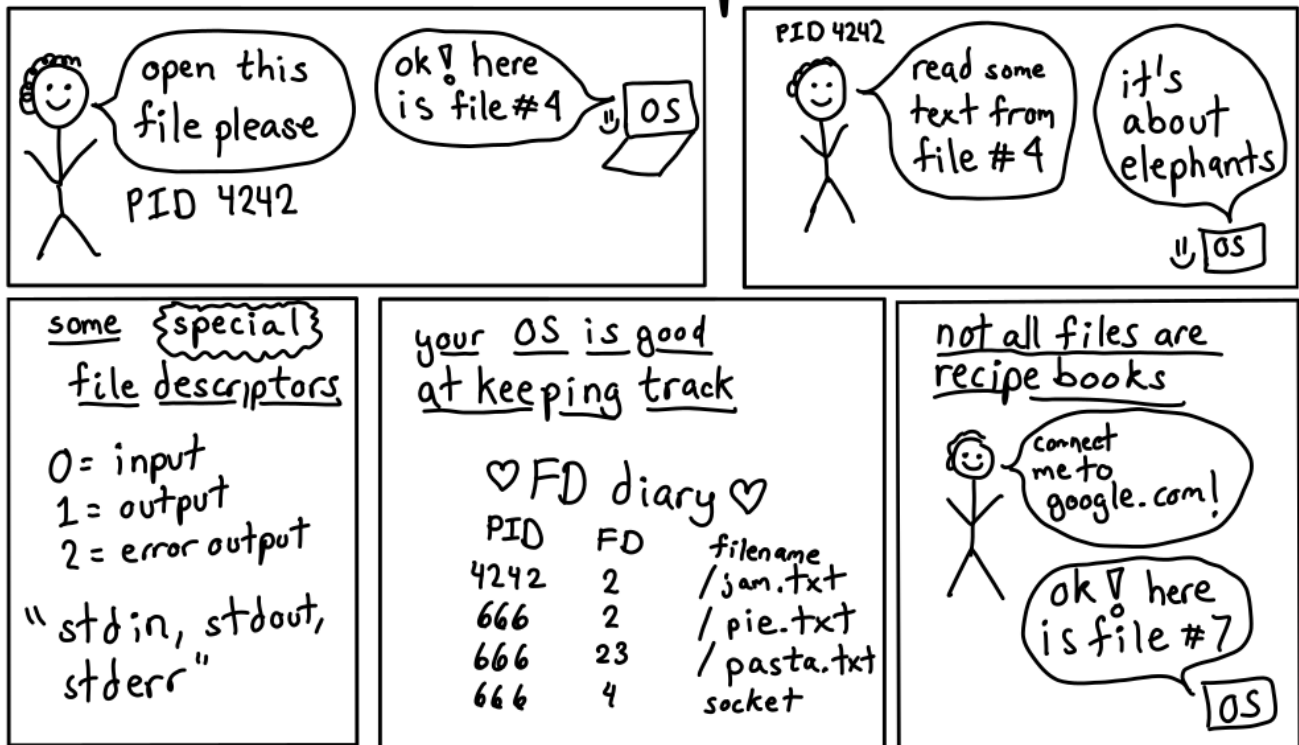 open this
file please
PID 4242
ok! here
is file #4
OS
PID 4242
read some
text from
file #4
it's
about
elephants
OS
some special
file descriptors
0 = input
1 = output
2 = error output
"stdin, stdout,
stderr"
your OS is good
at keeping track
♡ FD diary ♡
PID FD filename
4242 2 /jam.txt
666 2 /pie.txt
666 23 /pasta.txt
666 4 socket
not all files are
recipe books
connect
me to
google.com!
ok! here
is file #7
OS